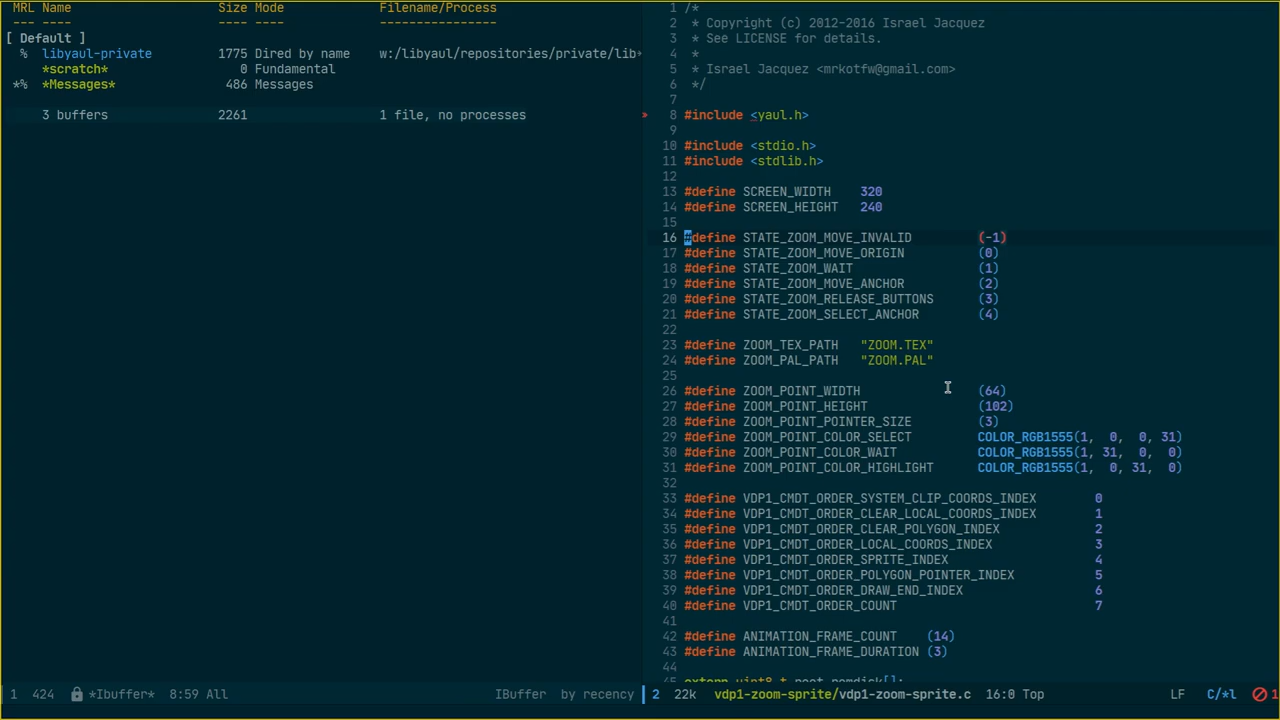 MRL Name Size Mode Filename/Process
--- ---- ---- ---- ----------------
[ Default ]
% libyaul-private 1775 Dired by name w:/libyaul/repositories/private/lib
*scratch* 0 Fundamental
*% *Messages* 486 Messages
3 buffers 2261 1 file, no processes
1 424 *Ibuffer* 8:59 All IBuffer by recency
1 /*
2 * Copyright (c) 2012-2016 Israel Jacquez
3 * See LICENSE for details.
4 *
5 * Israel Jacquez <mrkotfw@gmail.com>
6 */
7
» 8 #include <yaul.h>
9
10 #include <stdio.h>
11 #include <stdlib.h>
12
13 #define SCREEN_WIDTH 320
14 #define SCREEN_HEIGHT 240
15
16 #define STATE_ZOOM_MOVE_INVALID (-1)
17 #define STATE_ZOOM_MOVE_ORIGIN (0)
18 #define STATE_ZOOM_WAIT (1)
19 #define STATE_ZOOM_MOVE_ANCHOR (2)
20 #define STATE_ZOOM_RELEASE_BUTTONS (3)
21 #define STATE_ZOOM_SELECT_ANCHOR (4)
22
23 #define ZOOM_TEX_PATH "ZOOM.TEX"
24 #define ZOOM_PAL_PATH "ZOOM.PAL"
25
26 #define ZOOM_POINT_WIDTH (64)
27 #define ZOOM_POINT_HEIGHT (102)
28 #define ZOOM_POINT_POINTER_SIZE (3)
29 #define ZOOM_POINT_COLOR_SELECT COLOR_RGB1555(1, 0, 0, 31)
30 #define ZOOM_POINT_COLOR_WAIT COLOR_RGB1555(1, 31, 0, 0)
31 #define ZOOM_POINT_COLOR_HIGHLIGHT COLOR_RGB1555(1, 0, 31, 0)
32
33 #define VDP1_CMDT_ORDER_SYSTEM_CLIP_COORDS_INDEX 0
34 #define VDP1_CMDT_ORDER_CLEAR_LOCAL_COORDS_INDEX 1
35 #define VDP1_CMDT_ORDER_CLEAR_POLYGON_INDEX 2
36 #define VDP1_CMDT_ORDER_LOCAL_COORDS_INDEX 3
37 #define VDP1_CMDT_ORDER_SPRITE_INDEX 4
38 #define VDP1_CMDT_ORDER_POLYGON_POINTER_INDEX 5
39 #define VDP1_CMDT_ORDER_DRAW_END_INDEX 6
40 #define VDP1_CMDT_ORDER_COUNT 7
41
42 #define ANIMATION_FRAME_COUNT (14)
43 #define ANIMATION_FRAME_DURATION (3)
44
45 extern uint8_t root_romdisk[];
2 22k vdp1-zoom-sprite/vdp1-zoom-sprite.c 16:0 Top LF C/*l 1